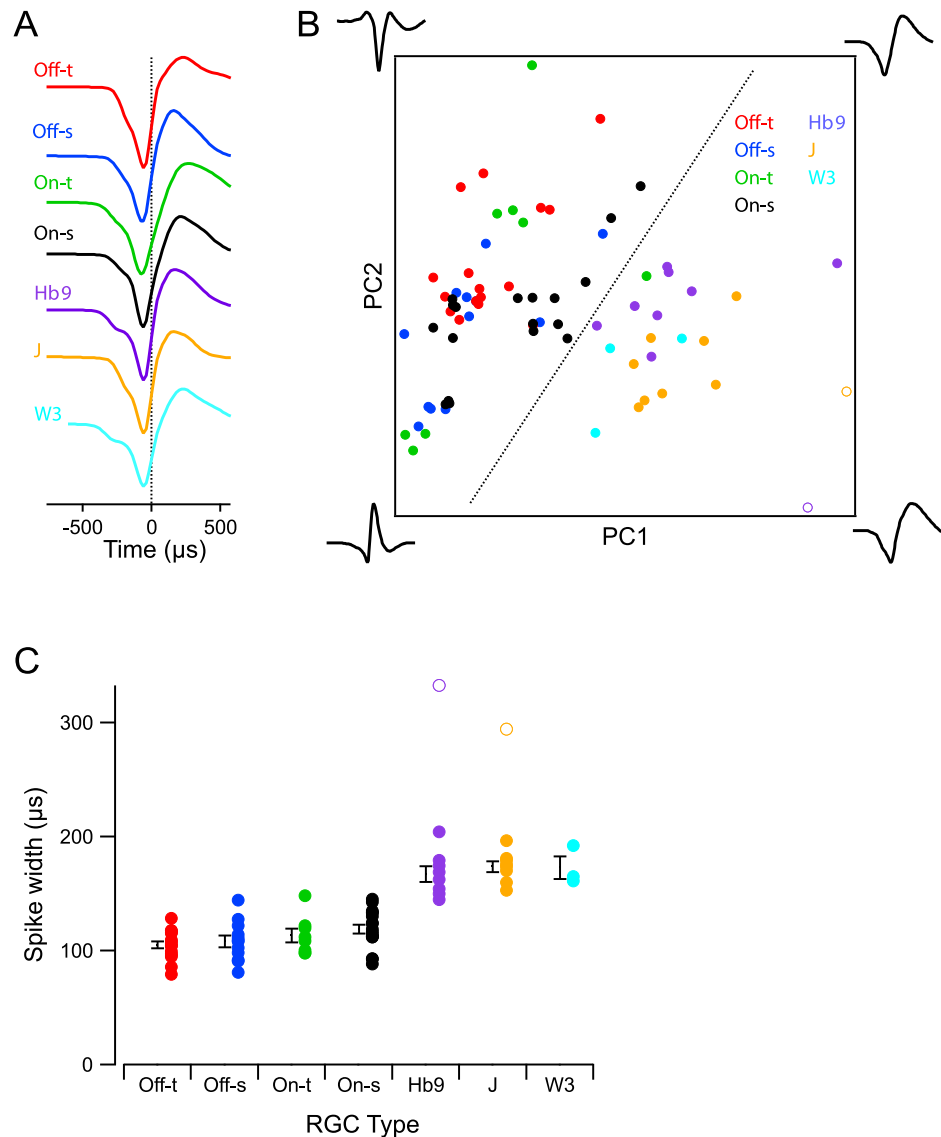 A
Off-t
Off-s
On-t
On-s
Hb9
J
W3
-500 0 500
Time (µs)
B
Off-t Hb9
Off-s J
On-t W3
On-s
PC2
PC1
C
300
200
100
0
Spike width (µs)
Off-t Off-s On-t On-s Hb9 J W3
RGC Type